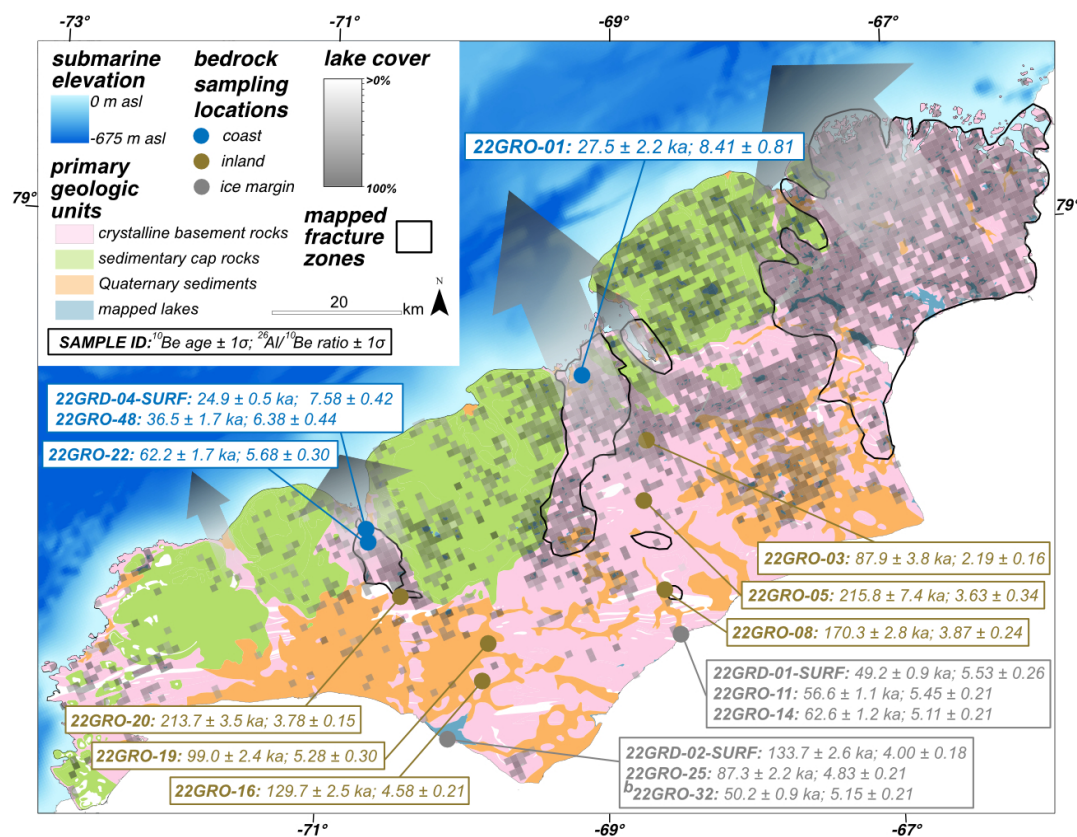 -73°
-71°
-69°
-67°
submarine
elevation
0 m asl
-675 m asl
bedrock
sampling
locations
coast
inland
ice margin
lake cover
>0%
100%
primary
geologic
units
crystalline basement rocks
sedimentary cap rocks
Quaternary sediments
mapped lakes
mapped
fracture
zones
N
20
km
SAMPLE ID: ¹⁰Be age ± 1σ; ²⁶Al/¹⁰Be ratio ± 1σ
79°
79°
22GRO-01: 27.5 ± 2.2 ka; 8.41 ± 0.81
22GRD-04-SURF: 24.9 ± 0.5 ka; 7.58 ± 0.42
22GRO-48: 36.5 ± 1.7 ka; 6.38 ± 0.44
22GRO-22: 62.2 ± 1.7 ka; 5.68 ± 0.30
22GRO-03: 87.9 ± 3.8 ka; 2.19 ± 0.16
22GRO-05: 215.8 ± 7.4 ka; 3.63 ± 0.34
22GRO-08: 170.3 ± 2.8 ka; 3.87 ± 0.24
22GRD-01-SURF: 49.2 ± 0.9 ka; 5.53 ± 0.26
22GRO-11: 56.6 ± 1.1 ka; 5.45 ± 0.21
22GRO-14: 62.6 ± 1.2 ka; 5.11 ± 0.21
22GRO-20: 213.7 ± 3.5 ka; 3.78 ± 0.15
22GRO-19: 99.0 ± 2.4 ka; 5.28 ± 0.30
22GRO-16: 129.7 ± 2.5 ka; 4.58 ± 0.21
22GRD-02-SURF: 133.7 ± 2.6 ka; 4.00 ± 0.18
22GRO-25: 87.3 ± 2.2 ka; 4.83 ± 0.21
ᵇ22GRO-32: 50.2 ± 0.9 ka; 5.15 ± 0.21
-71°
-69°
-67°